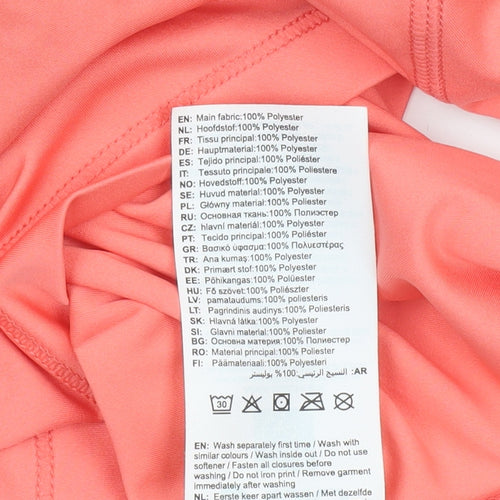 EN: Main fabric:100% Polyester
NL: Hoofdstof:100% Polyester
FR: Tissu principal:100% Polyester
DE: Hauptmaterial:100% Polyester
ES: Tejido principal:100% Polyester
IT: Tessuto principale:100% Poliestere
NO: Hovedstoff:100% Polyester
SE: Huvud material:100% Polyester
PL: Główny materiał:100% Polyester
RU: Основная ткань:100% Полиэстер
CZ: hlavní materiál:100% Polyester
PT: Tecido principal:100% Polyester
GR: Βασικό ύφασμα:100% Πολυεστέρας
TR: Ana kumaş:100% Polyester
DK: Primært stof:100% Polyester
EE: Põhikangas:100% Polyester
HU: Fő szövet:100% Poliészter
LV: pamataudums:100% poliesteris
LT: Pagrindinis audinys:100% poliesteris
SK: Hlavná látka:100% Polyester
SI: Glavni material:100% Polyester
BG: Основна материя:100% Полиестер
RO: Material principal:100% Polyester
FI: Päämateriaali:100% Polyester
AR: النسيج الرئيسي:100% بوليستر
30
EN: Wash separately first time / Wash with
similar colours / Wash inside out / Do not use
softener / Fasten all closures before
washing / Do not iron print / Remove garment
immediately after washing
NL: Eerste keer apart wassen / Met dezelfde